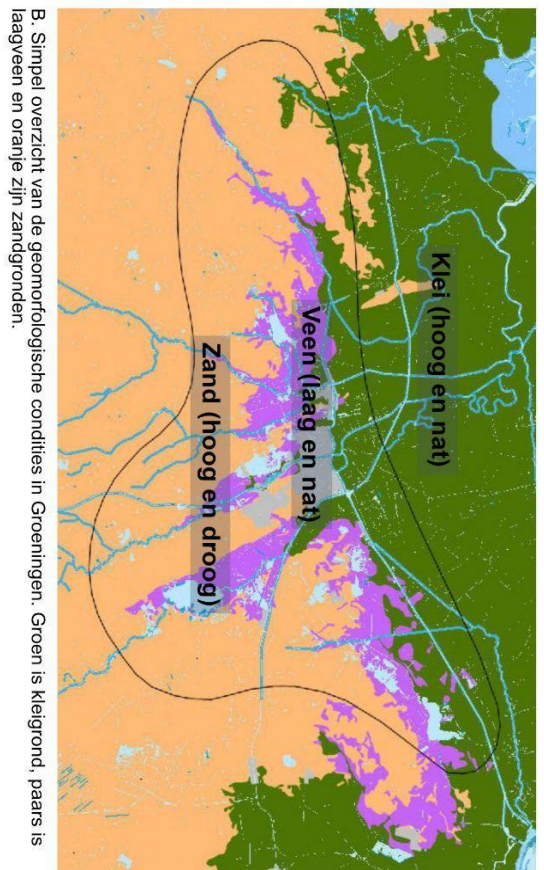 Klei (hoog en nat)
Veen (laag en nat)
Zand (hoog en droog)
B. Simpel overzicht van de geomorfologische condities in Groeningen. Groen is kleigrond, paars is
laagveen en oranje zijn zandgronden.